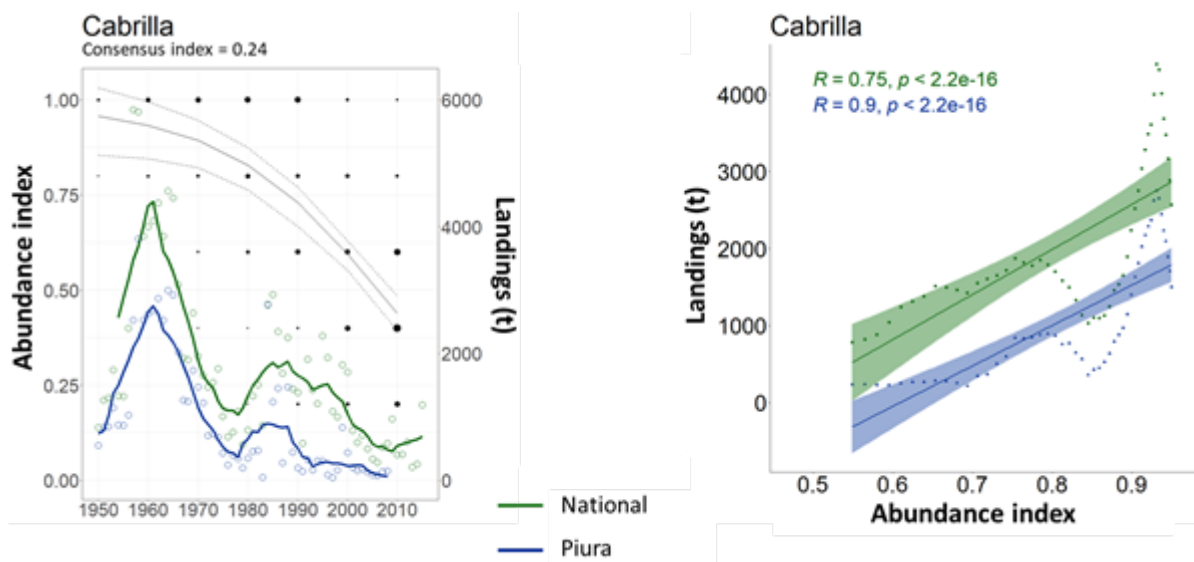 Cabrilla
Consensus index = 0.24
Abundance index
1.00
0.75
0.50
0.25
0.00
6000
4000
2000
0
Landings (t)
1950 1960 1970 1980 1990 2000 2010
National
Piura
Cabrilla
R = 0.75, p < 2.2e-16
R = 0.9, p < 2.2e-16
Landings (t)
4000
3000
2000
1000
0
0.5 0.6 0.7 0.8 0.9
Abundance index